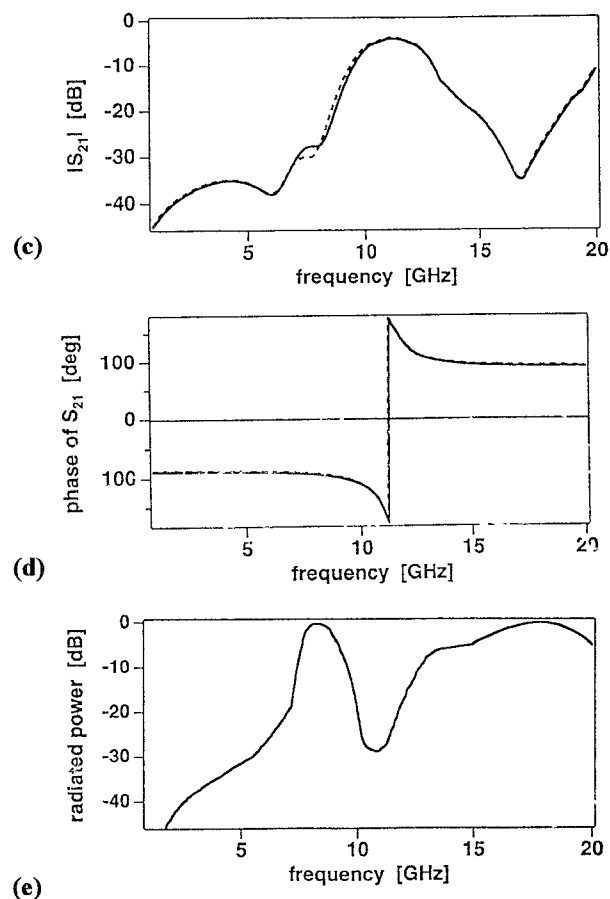 0
-10
-20
-30
-40
|S21| [dB]
5
10
15
20
(c)
frequency [GHz]
100
0
100
phase of S21 [deg]
5
10
15
20
(d)
frequency [GHz]
0
-10
-20
-30
-40
radiated power [dB]
5
10
15
20
frequency [GHz]
(e)